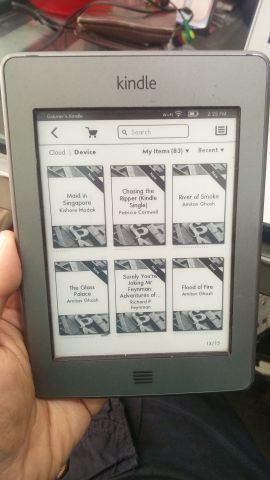 kindle
Gaurav's Kindle WiFi 2:23 PM
Search
Cloud | Device My Items (83) ▾ Recent ▾
Maid in
Singapore
Kishore Modak
Chasing the
Ripper (Kindle
Single)
Patricia Cornwell
River of Smoke
Amitav Ghosh
The Glass
Palace
Amitav Ghosh
Surely You're
Joking Mr
Feynman:
Adventures of...
Richard P
Feynman
Flood of Fire
Amitav Ghosh
13/15